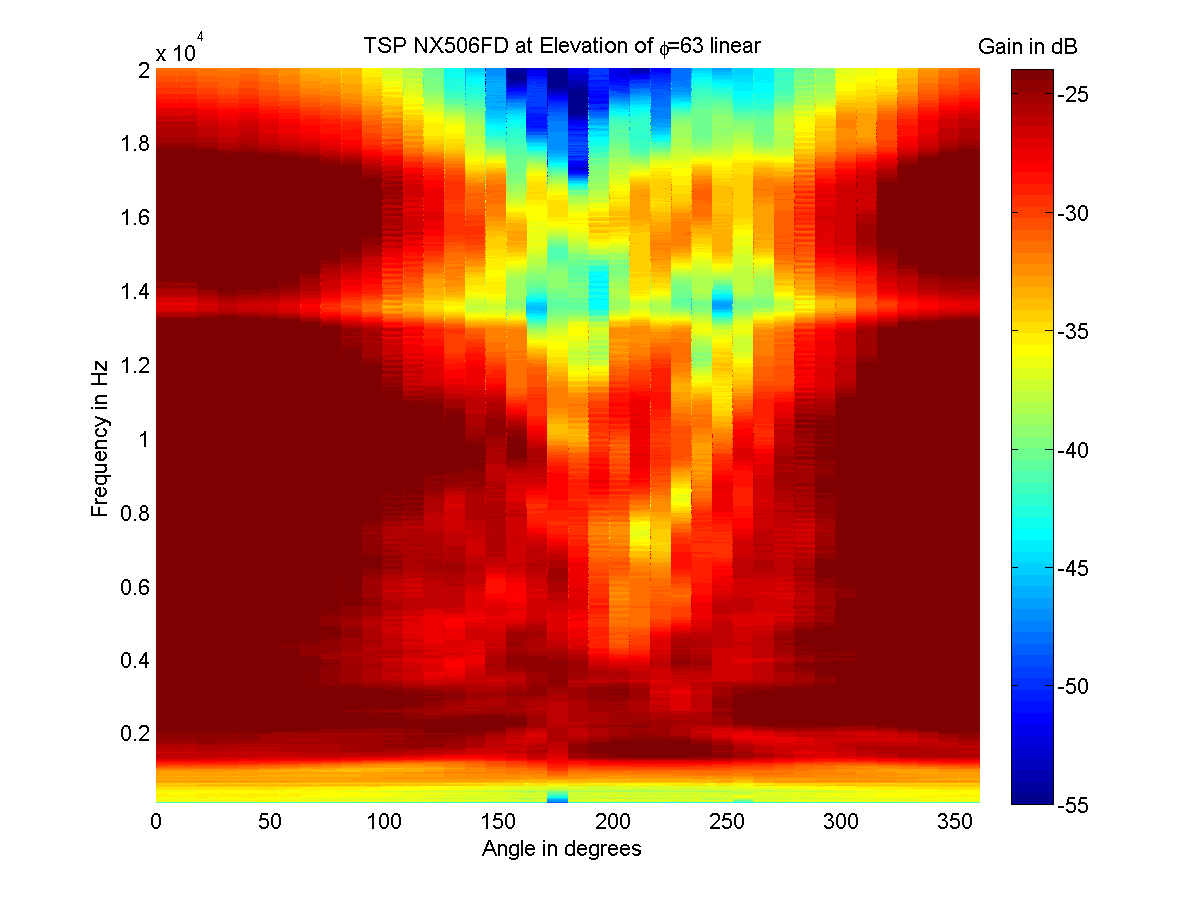 TSP NX506FD at Elevation of ϕ=63 linear
Gain in dB
x 10^4
2
1.8
1.6
1.4
1.2
1
0.8
0.6
0.4
0.2
Frequency in Hz
0 50 100 150 200 250 300 350
Angle in degrees
-25
-30
-35
-40
-45
-50
-55